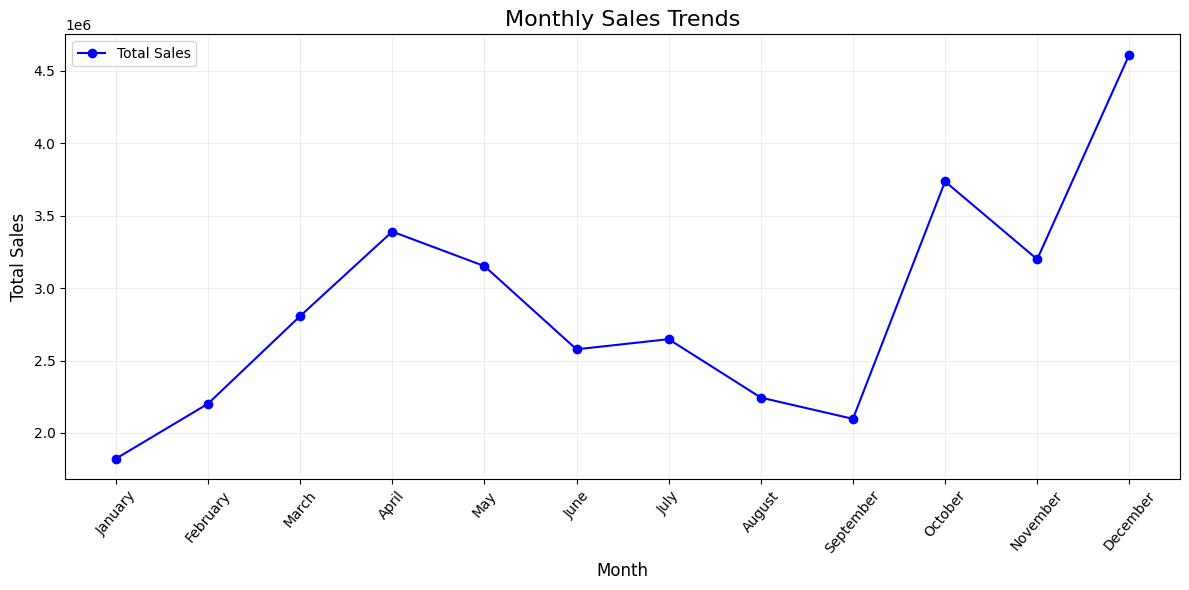 Monthly Sales Trends
1e6
Total Sales
4.5
4.0
3.5
3.0
2.5
2.0
Total Sales
January
February
March
April
May
June
July
August
September
October
November
December
Month